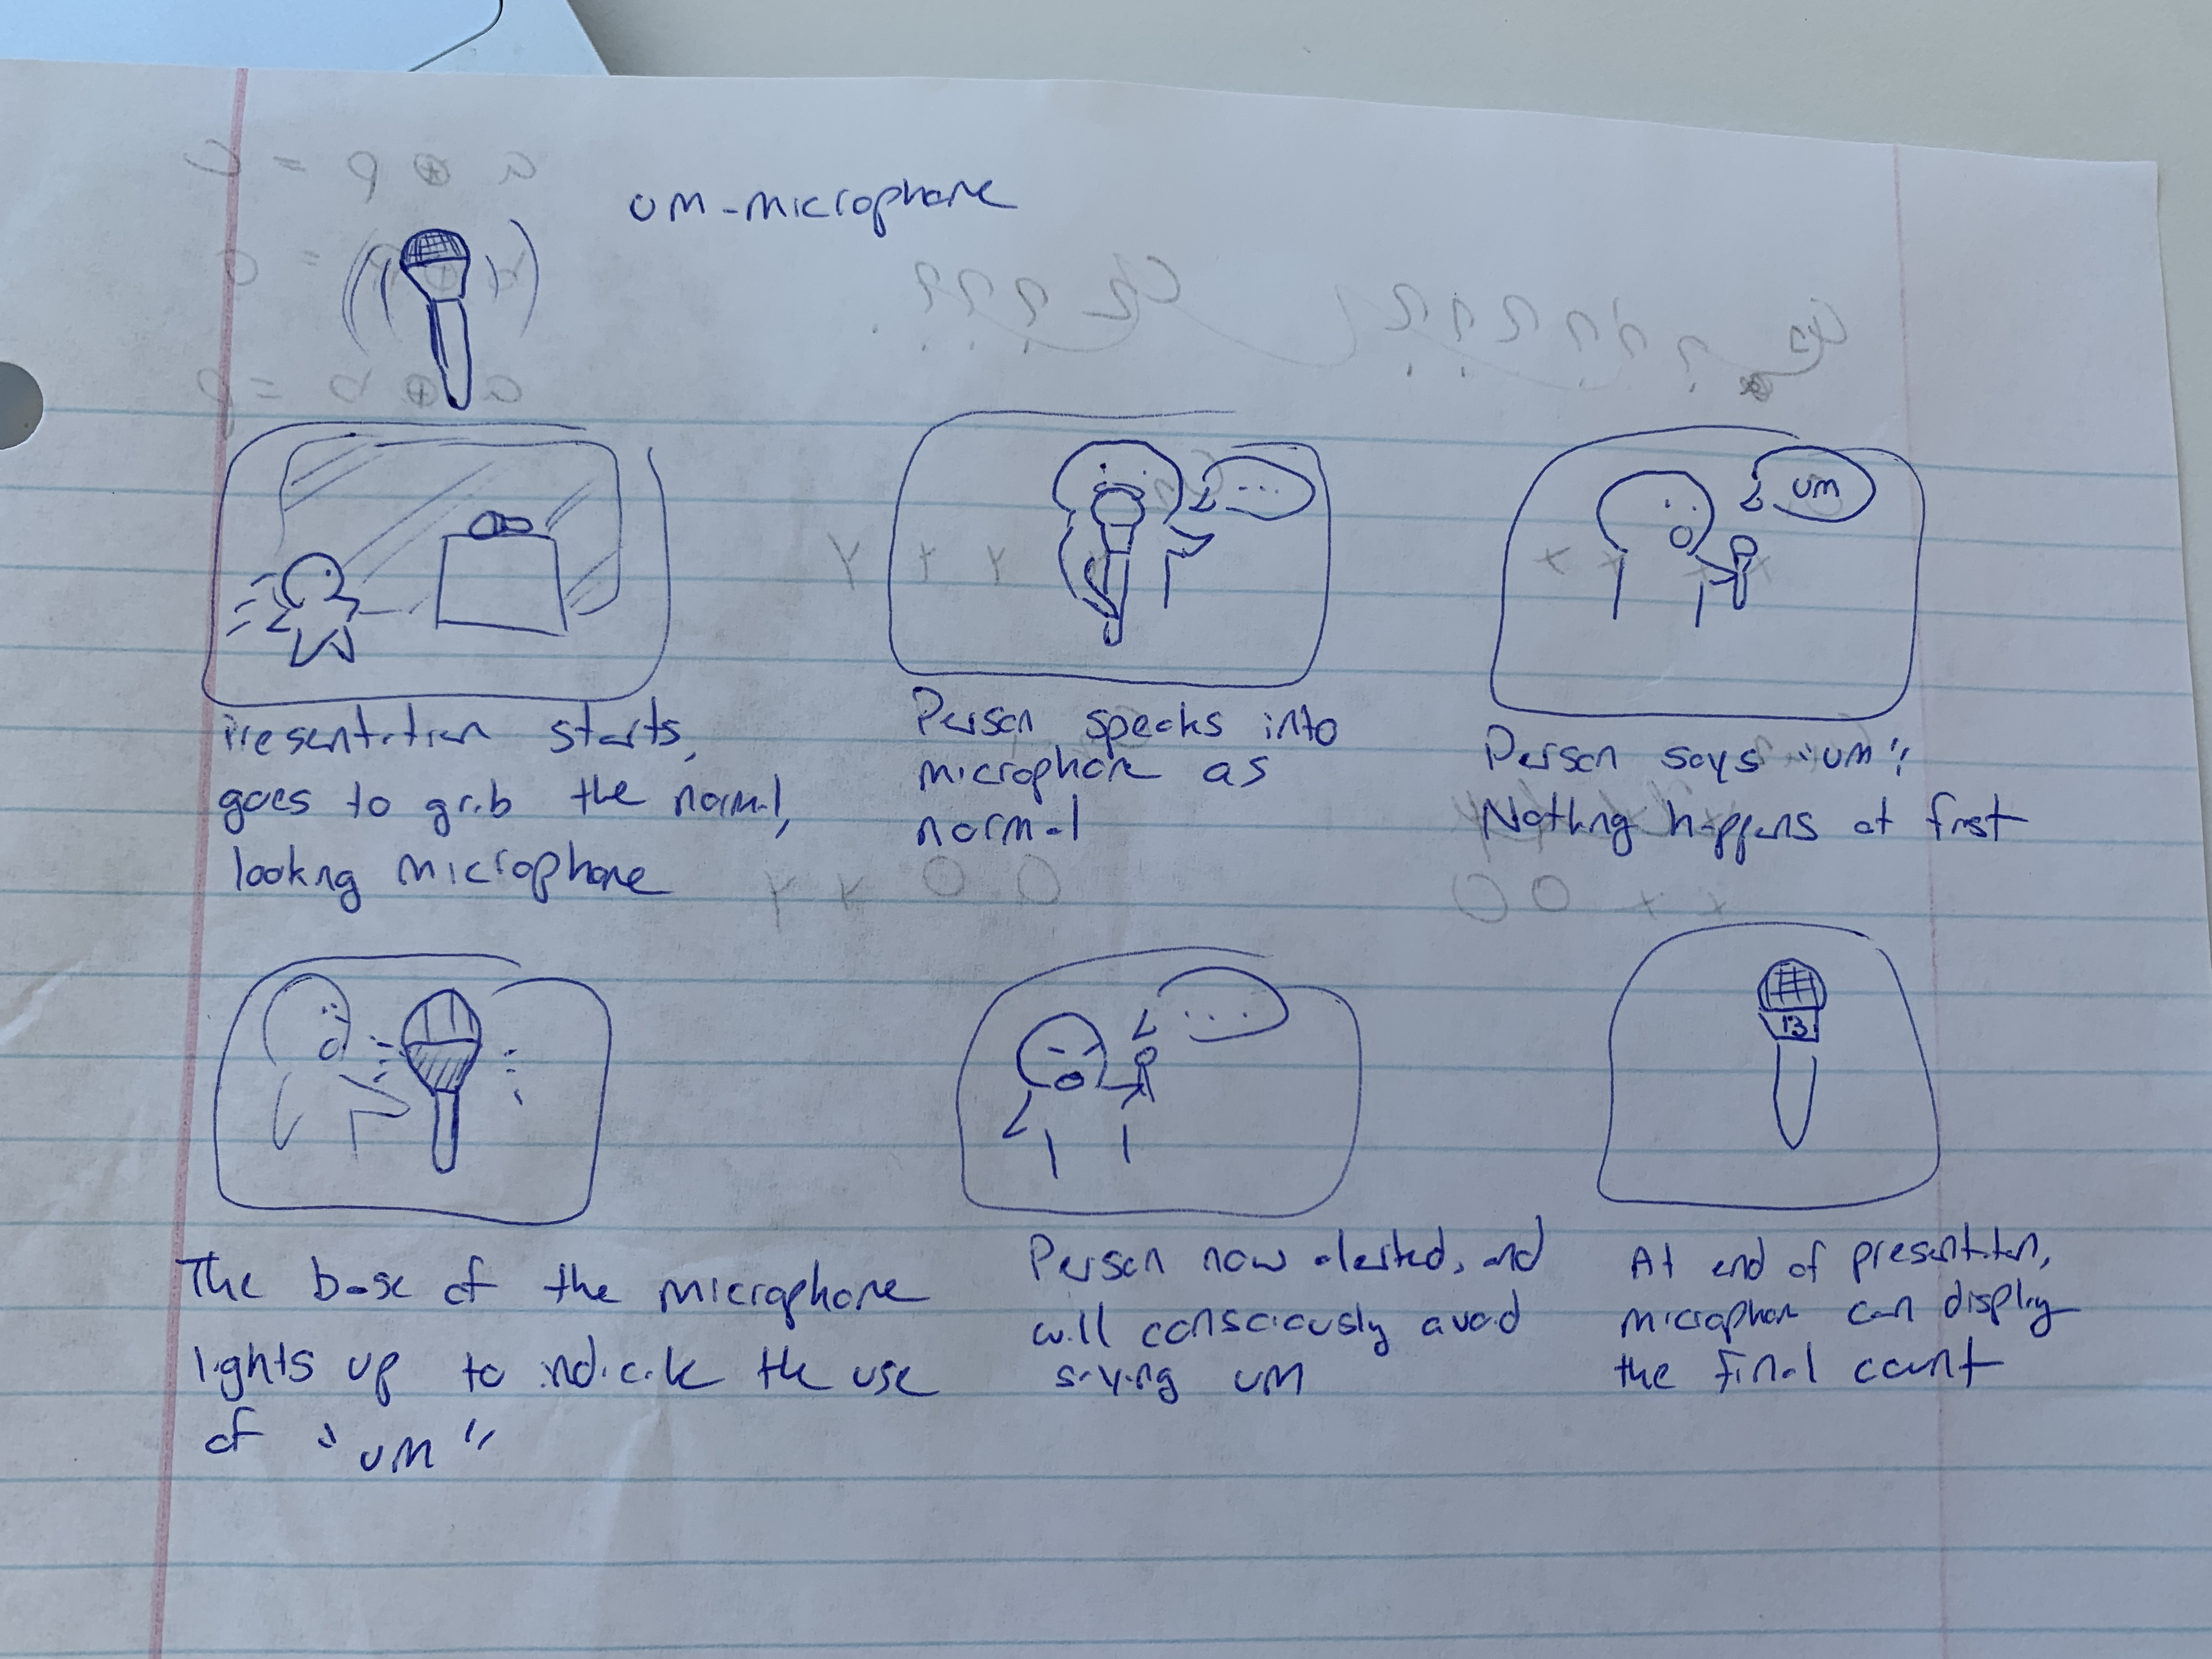 um-microphone
...
um
Presentation starts,
goes to grab the normal,
looking microphone
Person speaks into
microphone as
normal
Person says "um",
Nothing happens at first
...
13
The base of the microphone
lights up to indicate the use
of "um"
Person now alerted, and
will consciously avoid
saying um
At end of presentation,
microphone can display
the final count